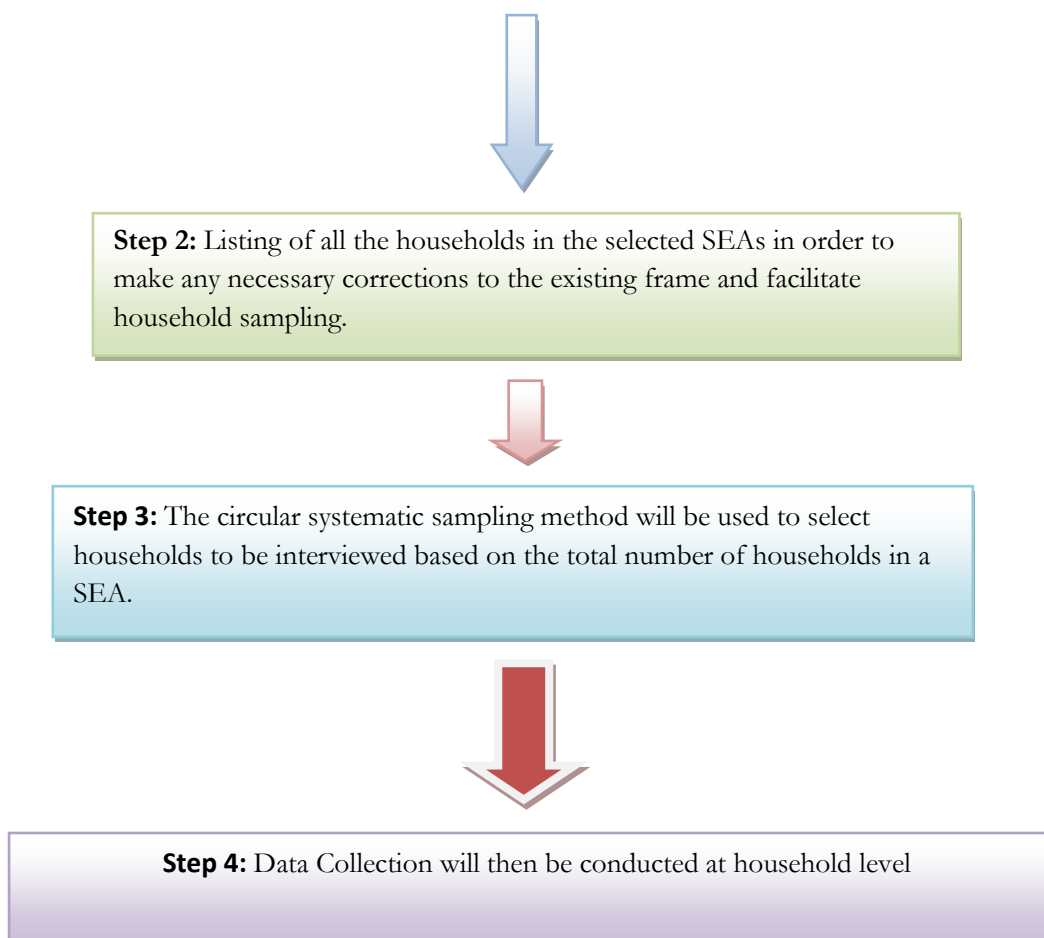 Step 2: Listing of all the households in the selected SEAs in order to
make any necessary corrections to the existing frame and facilitate
household sampling.
Step 3: The circular systematic sampling method will be used to select
households to be interviewed based on the total number of households in a
SEA.
Step 4: Data Collection will then be conducted at household level